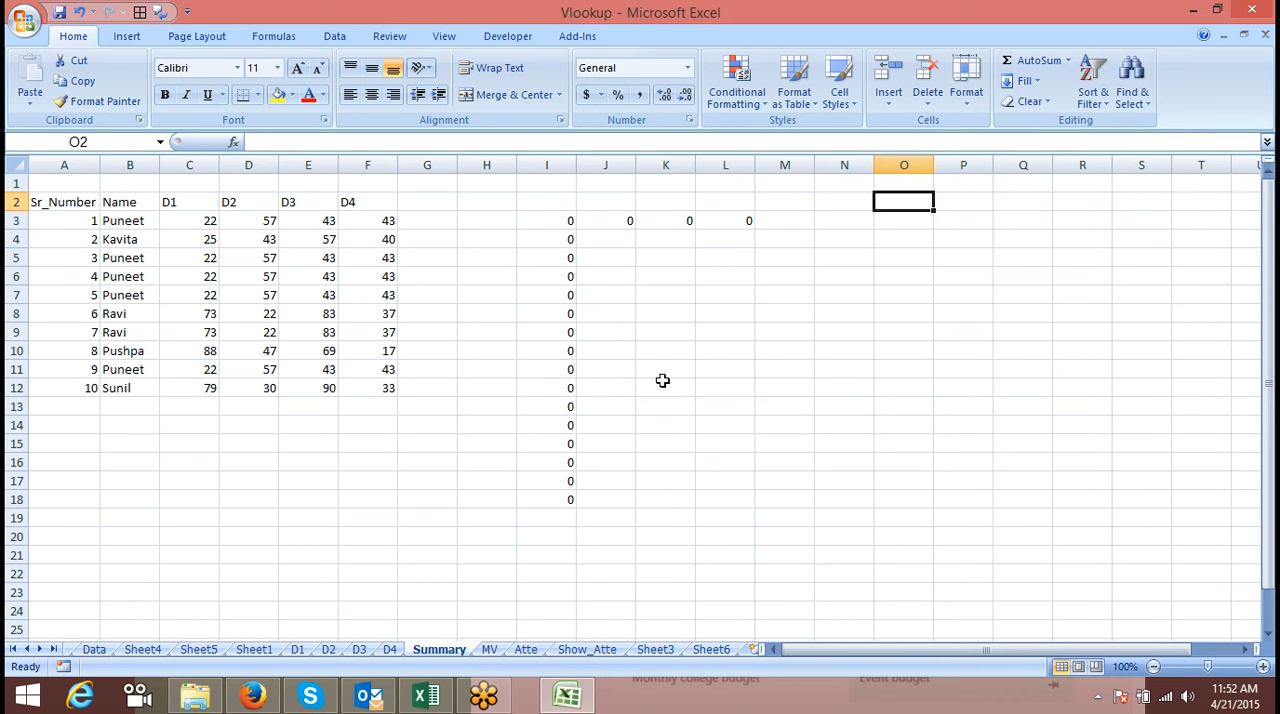 Vlookup - Microsoft Excel
Home Insert Page Layout Formulas Data Review View Developer Add-Ins
Paste Cut Copy Format Painter Clipboard
Calibri 11 A A B I U A Font
Wrap Text Merge & Center Alignment
General $ % , Number
Conditional Formatting Format as Table Cell Styles Styles
Insert Delete Format Cells
Σ AutoSum Fill Clear Sort & Filter Find & Select Editing
O2 fx
A B C D E F G H I J K L M N O P Q R S T U
1
2 Sr_Number Name D1 D2 D3 D4
3 1 Puneet 22 57 43 43 0 0 0 0
4 2 Kavita 25 43 57 40 0
5 3 Puneet 22 57 43 43 0
6 4 Puneet 22 57 43 43 0
7 5 Puneet 22 57 43 43 0
8 6 Ravi 73 22 83 37 0
9 7 Ravi 73 22 83 37 0
10 8 Pushpa 88 47 69 17 0
11 9 Puneet 22 57 43 43 0
12 10 Sunil 79 30 90 33 0
13 0
14 0
15 0
16 0
17 0
18 0
19
20
21
22
23
24
25
Data Sheet4 Sheet5 Sheet1 D1 D2 D3 D4 Summary MV Atte Show_Atte Sheet3 Sheet6
Ready 100%
Monthly college budget Event budget
11:52 AM
4/21/2015